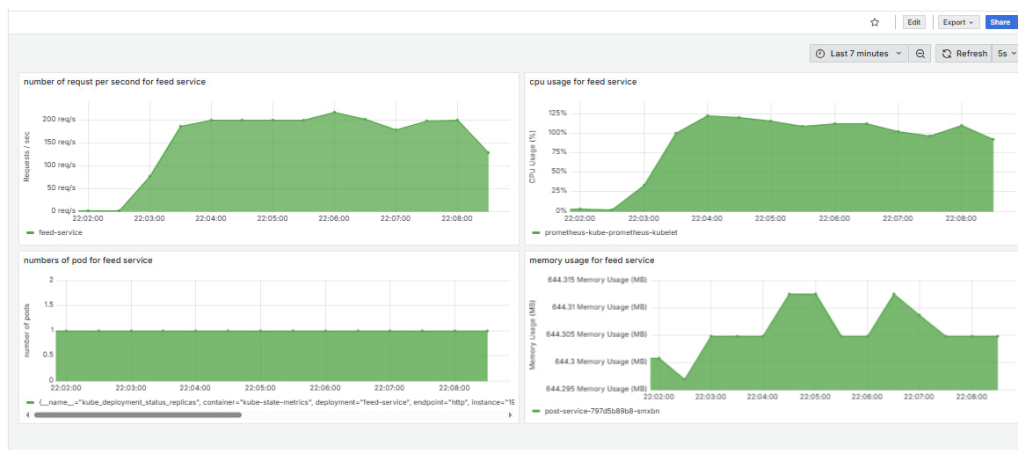 Edit
Export
Share
Last 7 minutes
Refresh
5s
number of requst per second for feed service
Requests / sec
200 req/s
150 req/s
100 req/s
50 req/s
0 req/s
22:02:00 22:03:00 22:04:00 22:05:00 22:06:00 22:07:00 22:08:00
feed-service
cpu usage for feed service
CPU Usage (%)
125%
100%
75%
50%
25%
0%
22:02:00 22:03:00 22:04:00 22:05:00 22:06:00 22:07:00 22:08:00
prometheus-kube-prometheus-kubelet
numbers of pod for feed service
number of pods
2
1.5
1
0.5
0
22:02:00 22:03:00 22:04:00 22:05:00 22:06:00 22:07:00 22:08:00
{__name__="kube_deployment_status_replicas", container="kube-state-metrics", deployment="feed-service", endpoint="http", instance="19
memory usage for feed service
Memory Usage (MB)
644.315 Memory Usage (MB)
644.31 Memory Usage (MB)
644.305 Memory Usage (MB)
644.3 Memory Usage (MB)
644.295 Memory Usage (MB)
22:02:00 22:03:00 22:04:00 22:05:00 22:06:00 22:07:00 22:08:00
post-service-797d5b89b8-smxbn